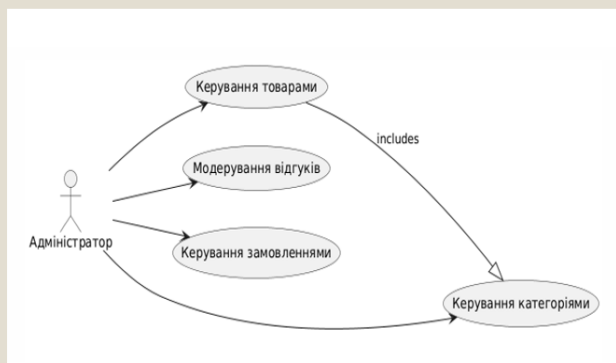 Керування товарами
includes
Модерування відгуків
Адміністратор
Керування замовленнями
Керування категоріями